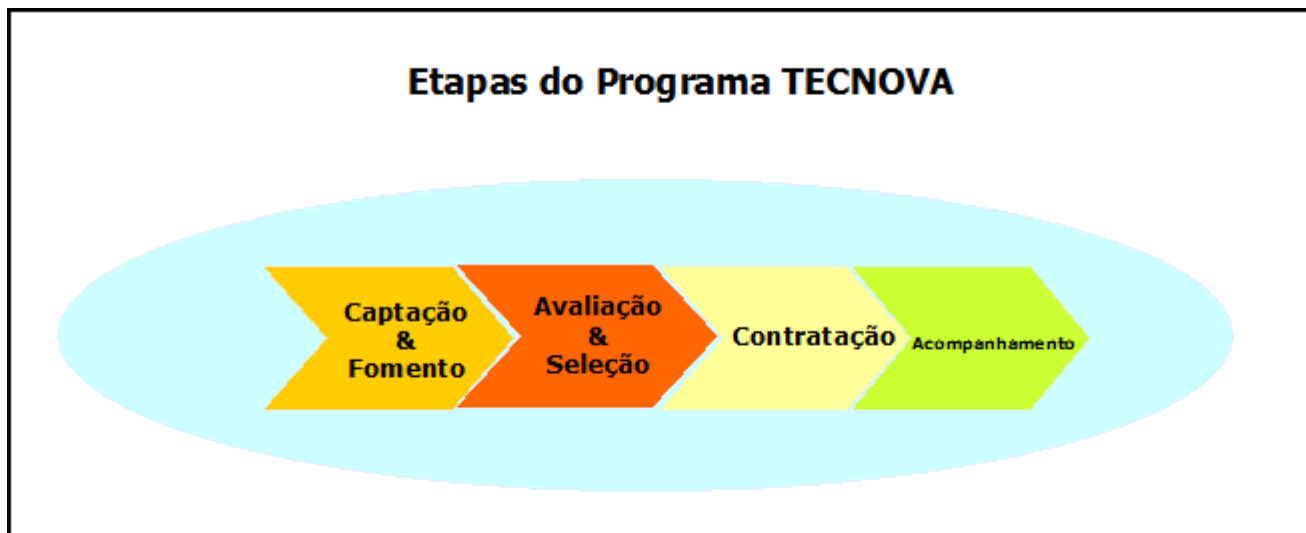 Etapas do Programa TECNOVA
Captação
&
Fomento
Avaliação
&
Seleção
Contratação
Acompanhamento